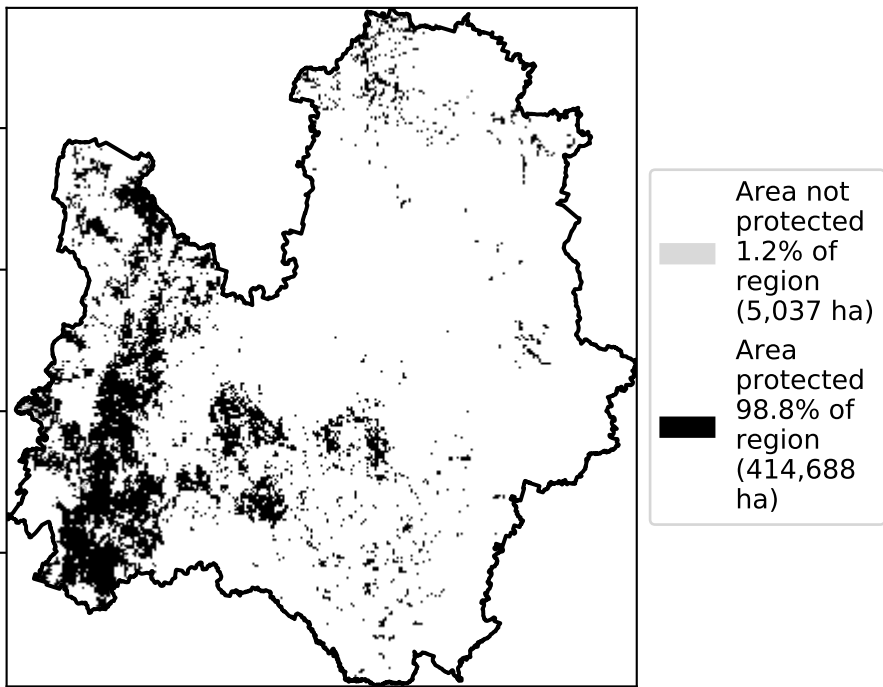 Area not
protected
1.2% of
region
(5,037 ha)
Area
protected
98.8% of
region
(414,688
ha)